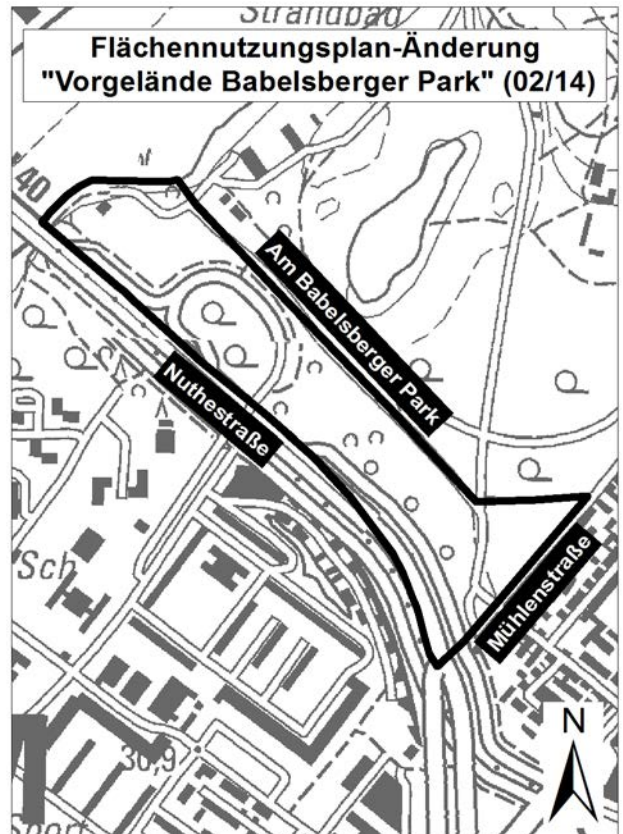 Strandbad
Flächennutzungsplan-Änderung
"Vorgelände Babelsberger Park" (02/14)
40
Am Babelsberger Park
Nuthestraße
Sch
Mühlenstraße
N
30,9
M
Sport